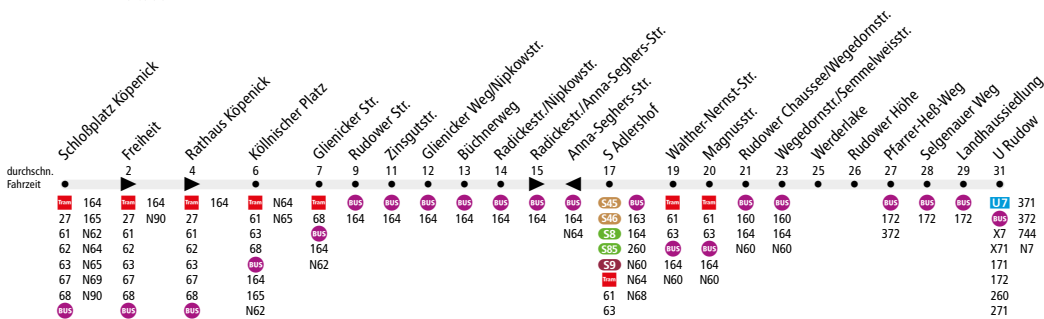 Schloßplatz Köpenick
Freiheit
Rathaus Köpenick
Köllnischer Platz
Glienicker Str.
Rudower Str.
Zinsgutstr.
Glienicker Weg/Nipkowstr.
Büchnerweg
Radickestr./Nipkowstr.
Radickestr./Anna-Seghers-Str.
Anna-Seghers-Str.
S Adlershof
Walther-Nernst-Str.
Magnusstr.
Rudower Chaussee/Wegedornstr.
Wegedornstr./Semmelweisstr.
Werderlake
Rudower Höhe
Pfarrer-Heß-Weg
Selgenauer Weg
Landhaussiedlung
U Rudow
durchschn. 2 4 6 7 9 11 12 13 14 15 17 19 20 21 23 25 26 27 28 29 31
Fahrzeit
Tram 164 Tram 164 Tram 164 Tram N64 Tram BUS BUS BUS BUS BUS BUS BUS S45 BUS Tram Tram BUS BUS BUS BUS BUS U7 371
27 165 27 N90 27 61 N65 68 164 164 164 164 164 164 164 S46 163 61 61 160 160 172 172 172 BUS 372
61 N62 61 61 63 BUS N64 S8 164 63 63 164 164 372 X7 744
62 N64 62 62 68 164 S85 260 BUS BUS N60 N60 X71 N7
63 N65 63 63 BUS N62 S9 N60 164 164 171
67 N69 67 67 164 Tram N64 N60 N60 172
68 N90 68 68 165 61 N68 260
BUS BUS BUS N62 63 271